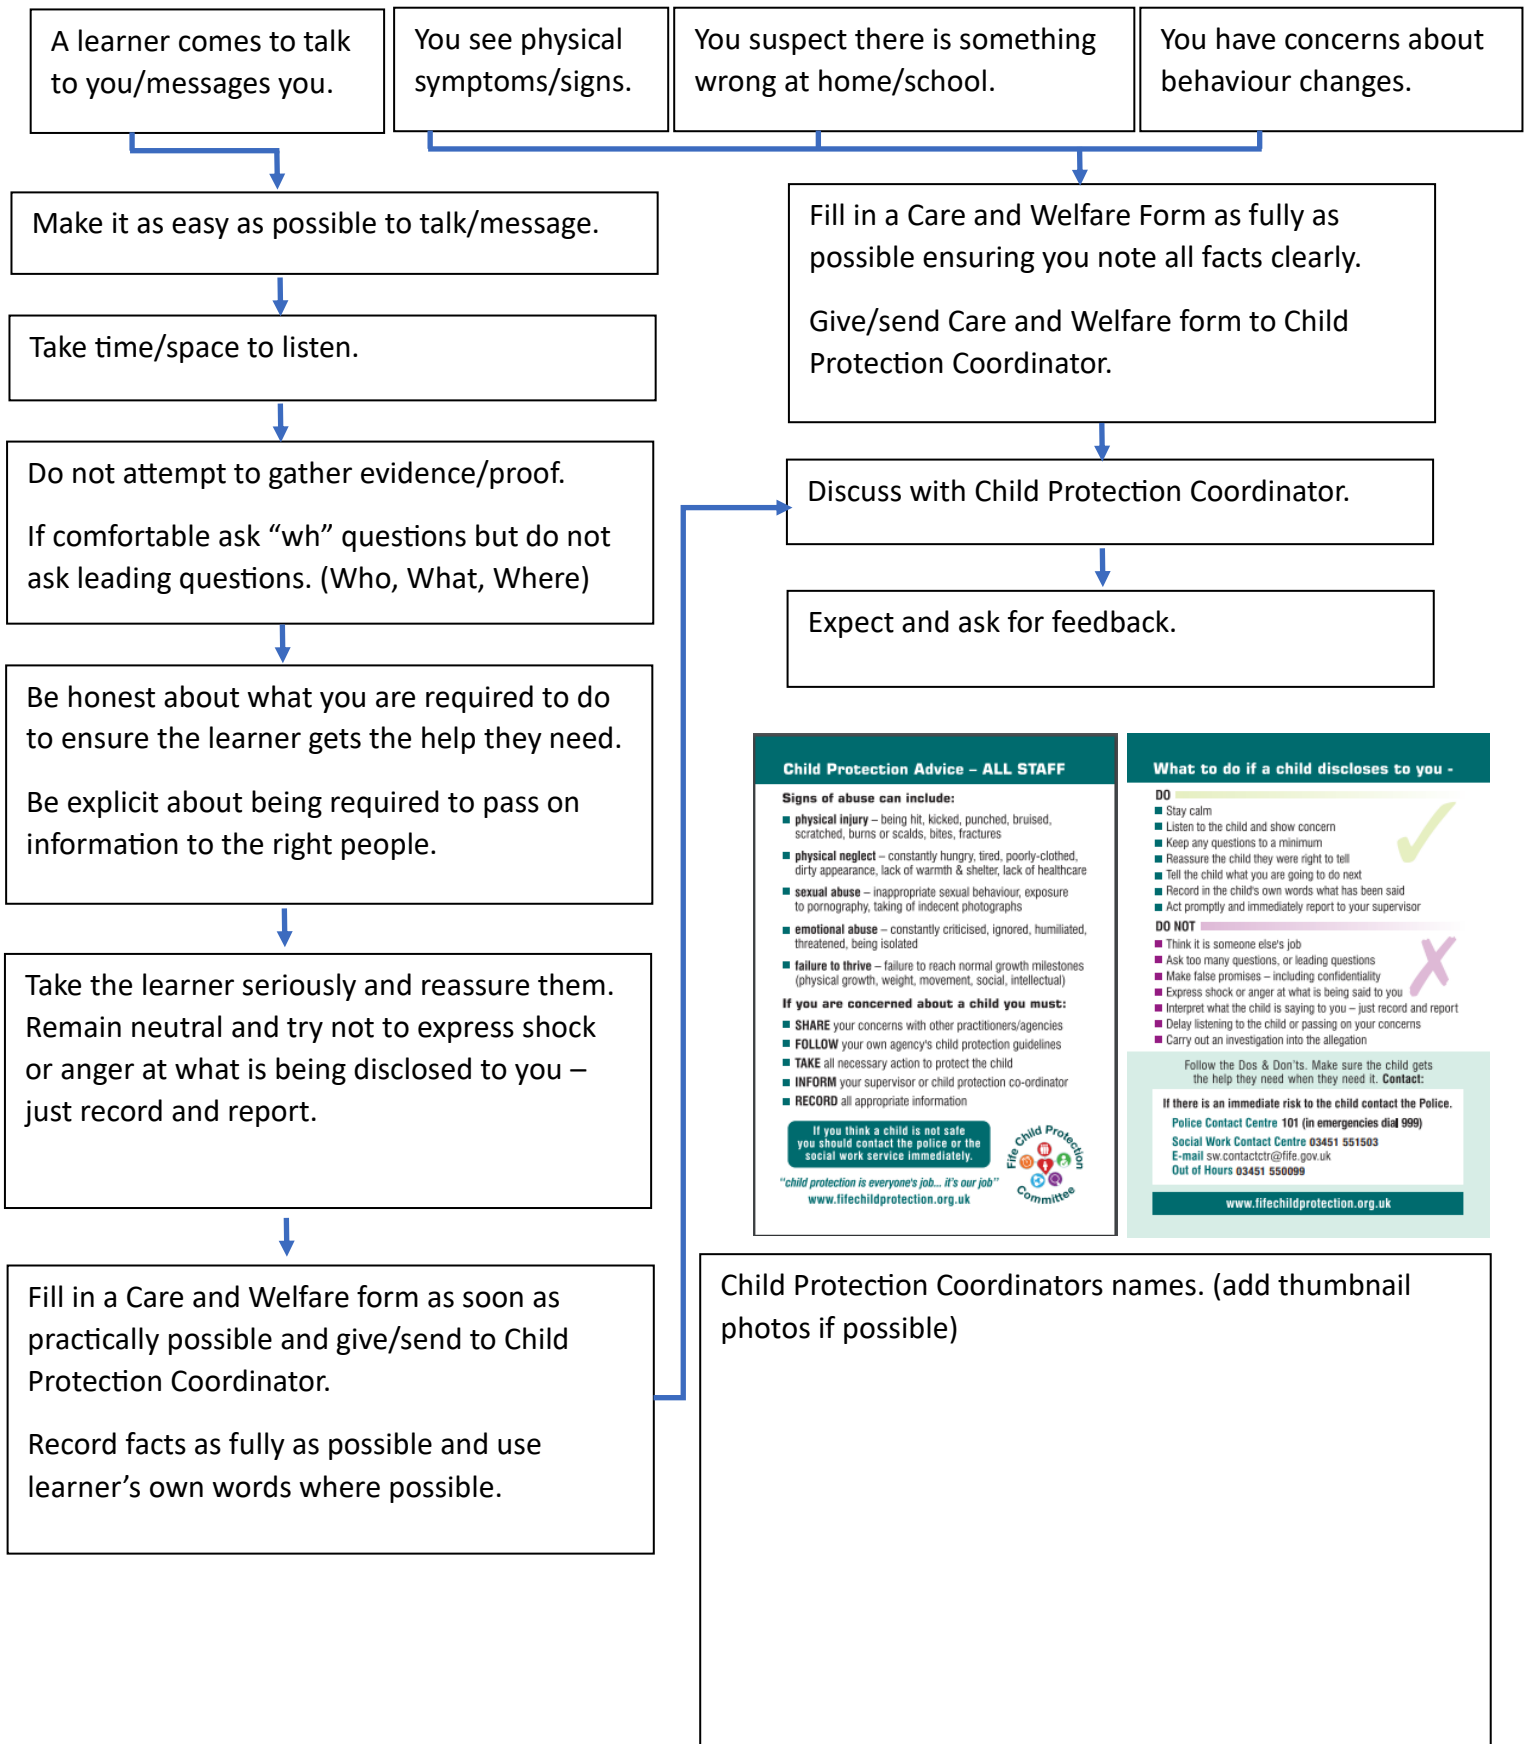 A learner comes to talk
to you/messages you.
You see physical
symptoms/signs.
You suspect there is something
wrong at home/school.
You have concerns about
behaviour changes.
Make it as easy as possible to talk/message.
Take time/space to listen.
Do not attempt to gather evidence/proof.
If comfortable ask “wh” questions but do not
ask leading questions. (Who, What, Where)
Be honest about what you are required to do
to ensure the learner gets the help they need.
Be explicit about being required to pass on
information to the right people.
Take the learner seriously and reassure them.
Remain neutral and try not to express shock
or anger at what is being disclosed to you –
just record and report.
Fill in a Care and Welfare form as soon as
practically possible and give/send to Child
Protection Coordinator.
Record facts as fully as possible and use
learner’s own words where possible.
Fill in a Care and Welfare Form as fully as
possible ensuring you note all facts clearly.
Give/send Care and Welfare form to Child
Protection Coordinator.
Discuss with Child Protection Coordinator.
Expect and ask for feedback.
Child Protection Advice – ALL STAFF
Signs of abuse can include:
physical injury – being hit, kicked, punched, bruised,
scratched, burns or scalds, bites, fractures
physical neglect – constantly hungry, tired, poorly-clothed,
dirty appearance, lack of warmth & shelter, lack of healthcare
sexual abuse – inappropriate sexual behaviour, exposure
to pornography, taking of indecent photographs
emotional abuse – constantly criticised, ignored, humiliated,
threatened, being isolated
failure to thrive – failure to reach normal growth milestones
(physical growth, weight, movement, social, intellectual)
If you are concerned about a child you must:
SHARE your concerns with other practitioners/agencies
FOLLOW your own agency's child protection guidelines
TAKE all necessary action to protect the child
INFORM your supervisor or child protection co-ordinator
RECORD all appropriate information
If you think a child is not safe
you should contact the police or the
social work service immediately.
"child protection is everyone's job... it's our job"
www.fifechildprotection.org.uk
Fife Child Protection
Committee
What to do if a child discloses to you -
DO
Stay calm
Listen to the child and show concern
Keep any questions to a minimum
Reassure the child they were right to tell
Tell the child what you are going to do next
Record in the child's own words what has been said
Act promptly and immediately report to your supervisor
DO NOT
Think it is someone else's job
Ask too many questions, or leading questions
Make false promises – including confidentiality
Express shock or anger at what is being said to you
Interpret what the child is saying to you – just record and report
Delay listening to the child or passing on your concerns
Carry out an investigation into the allegation
Follow the Dos & Don'ts. Make sure the child gets
the help they need when they need it. Contact:
If there is an immediate risk to the child contact the Police.
Police Contact Centre 101 (in emergencies dial 999)
Social Work Contact Centre 03451 551503
E-mail sw.contactctr@fife.gov.uk
Out of Hours 03451 550099
www.fifechildprotection.org.uk
Child Protection Coordinators names. (add thumbnail
photos if possible)